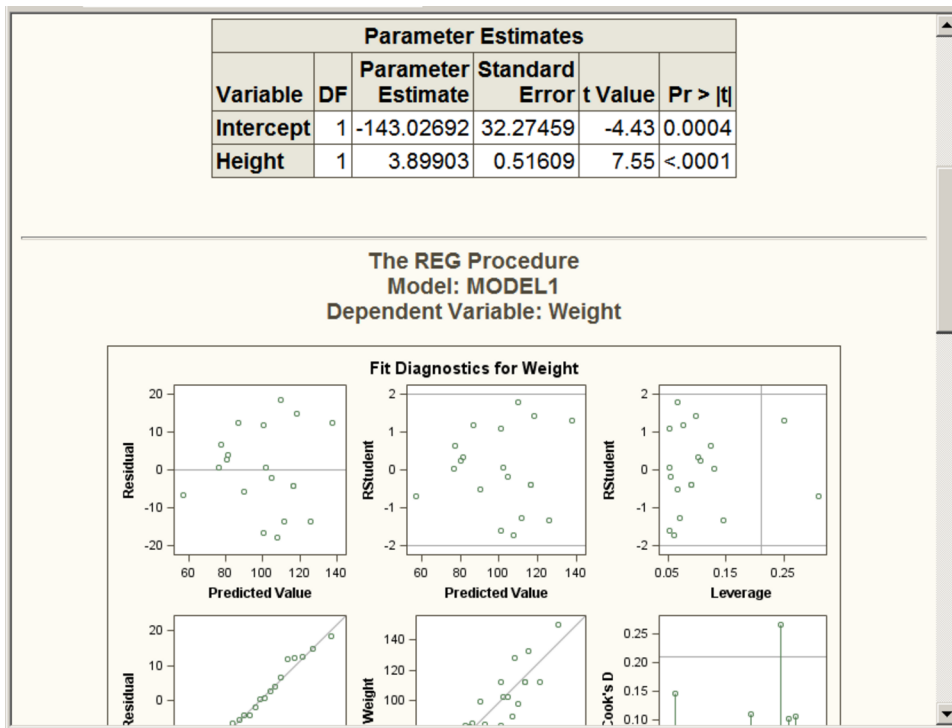 Parameter Estimates
Variable DF Parameter Estimate Standard Error t Value Pr > |t|
Intercept 1 -143.02692 32.27459 -4.43 0.0004
Height 1 3.89903 0.51609 7.55 <.0001
The REG Procedure
Model: MODEL1
Dependent Variable: Weight
Fit Diagnostics for Weight
20
10
0
-10
-20
Residual
60 80 100 120 140
Predicted Value
2
1
0
-1
-2
RStudent
60 80 100 120 140
Predicted Value
2
1
0
-1
-2
RStudent
0.05 0.15 0.25
Leverage
20
10
0
Residual
140
120
100
Weight
0.25
0.20
0.15
0.10
Cook's D